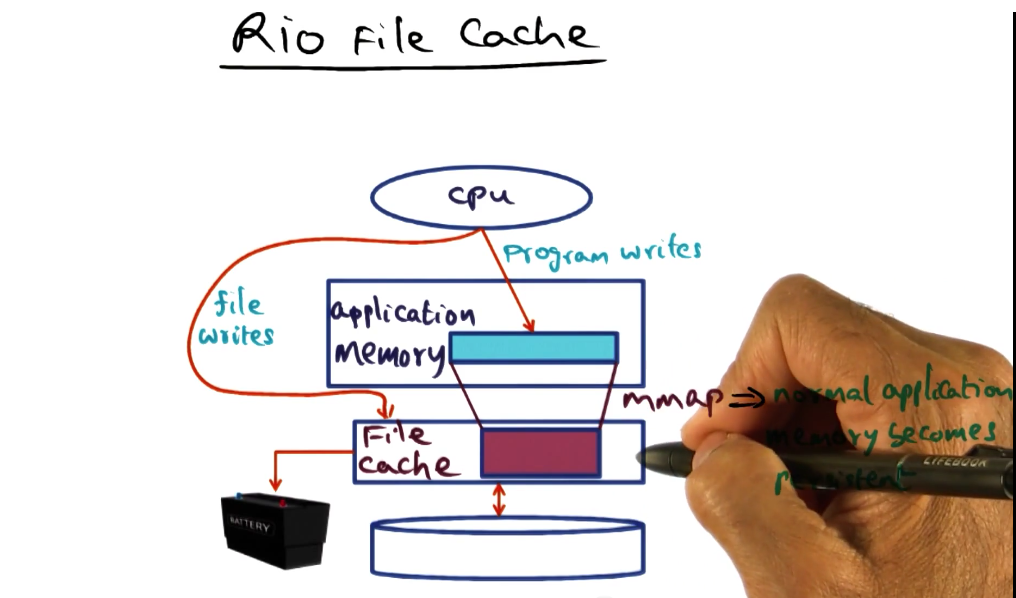 Rio File Cache
CPU
Program writes
file
writes
application
memory
mmap ⇒ normal application
memory becomes
persistent
File
cache
LIFEBOOK
BATTERY